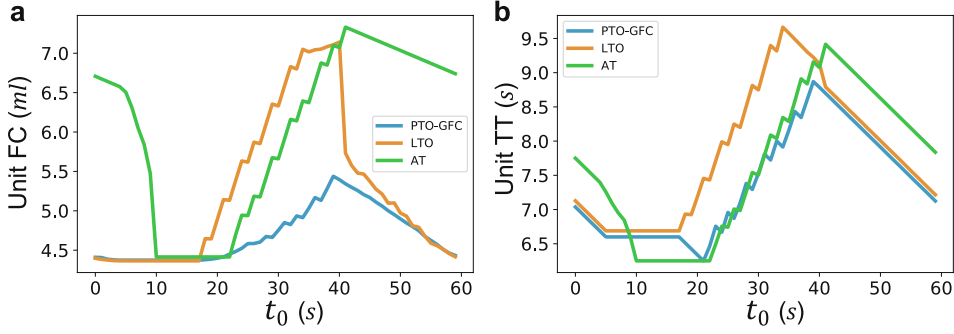 a
7.0
6.5
6.0
5.5
5.0
4.5
Unit FC (ml)
PTO-GFC
LTO
AT
0 10 20 30 40 50 60
t0 (s)
b
9.5
9.0
8.5
8.0
7.5
7.0
6.5
Unit TT (s)
PTO-GFC
LTO
AT
0 10 20 30 40 50 60
t0 (s)